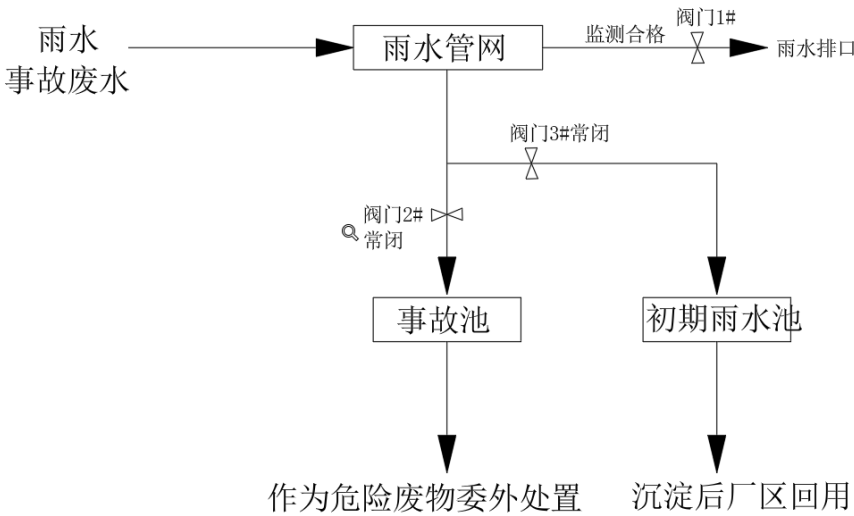 雨水
事故废水
雨水管网
监测合格
阀门1#
雨水排口
阀门3#常闭
阀门2#
常闭
事故池
初期雨水池
作为危险废物委外处置
沉淀后厂区回用